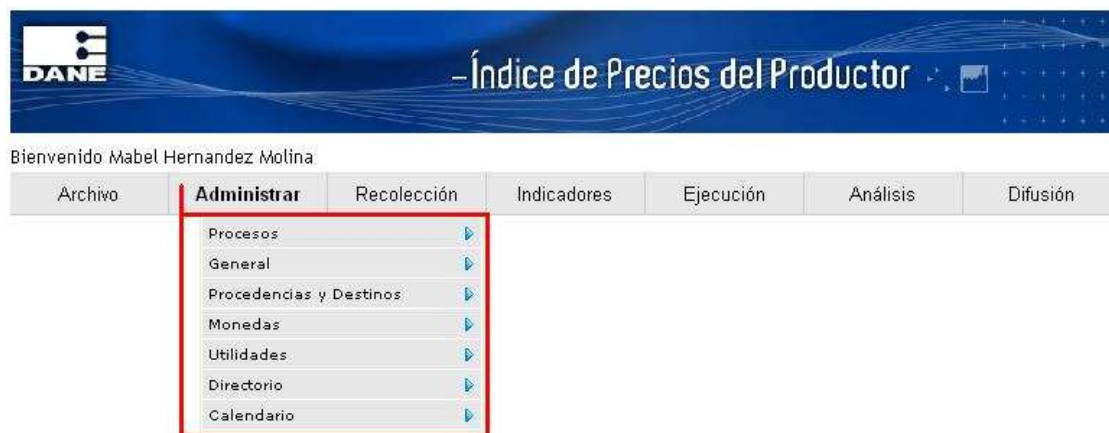 DANE
–Índice de Precios del Productor
Bienvenido Mabel Hernandez Molina
Archivo Administrar Recolección Indicadores Ejecución Análisis Difusión
Procesos
General
Procedencias y Destinos
Monedas
Utilidades
Directorio
Calendario